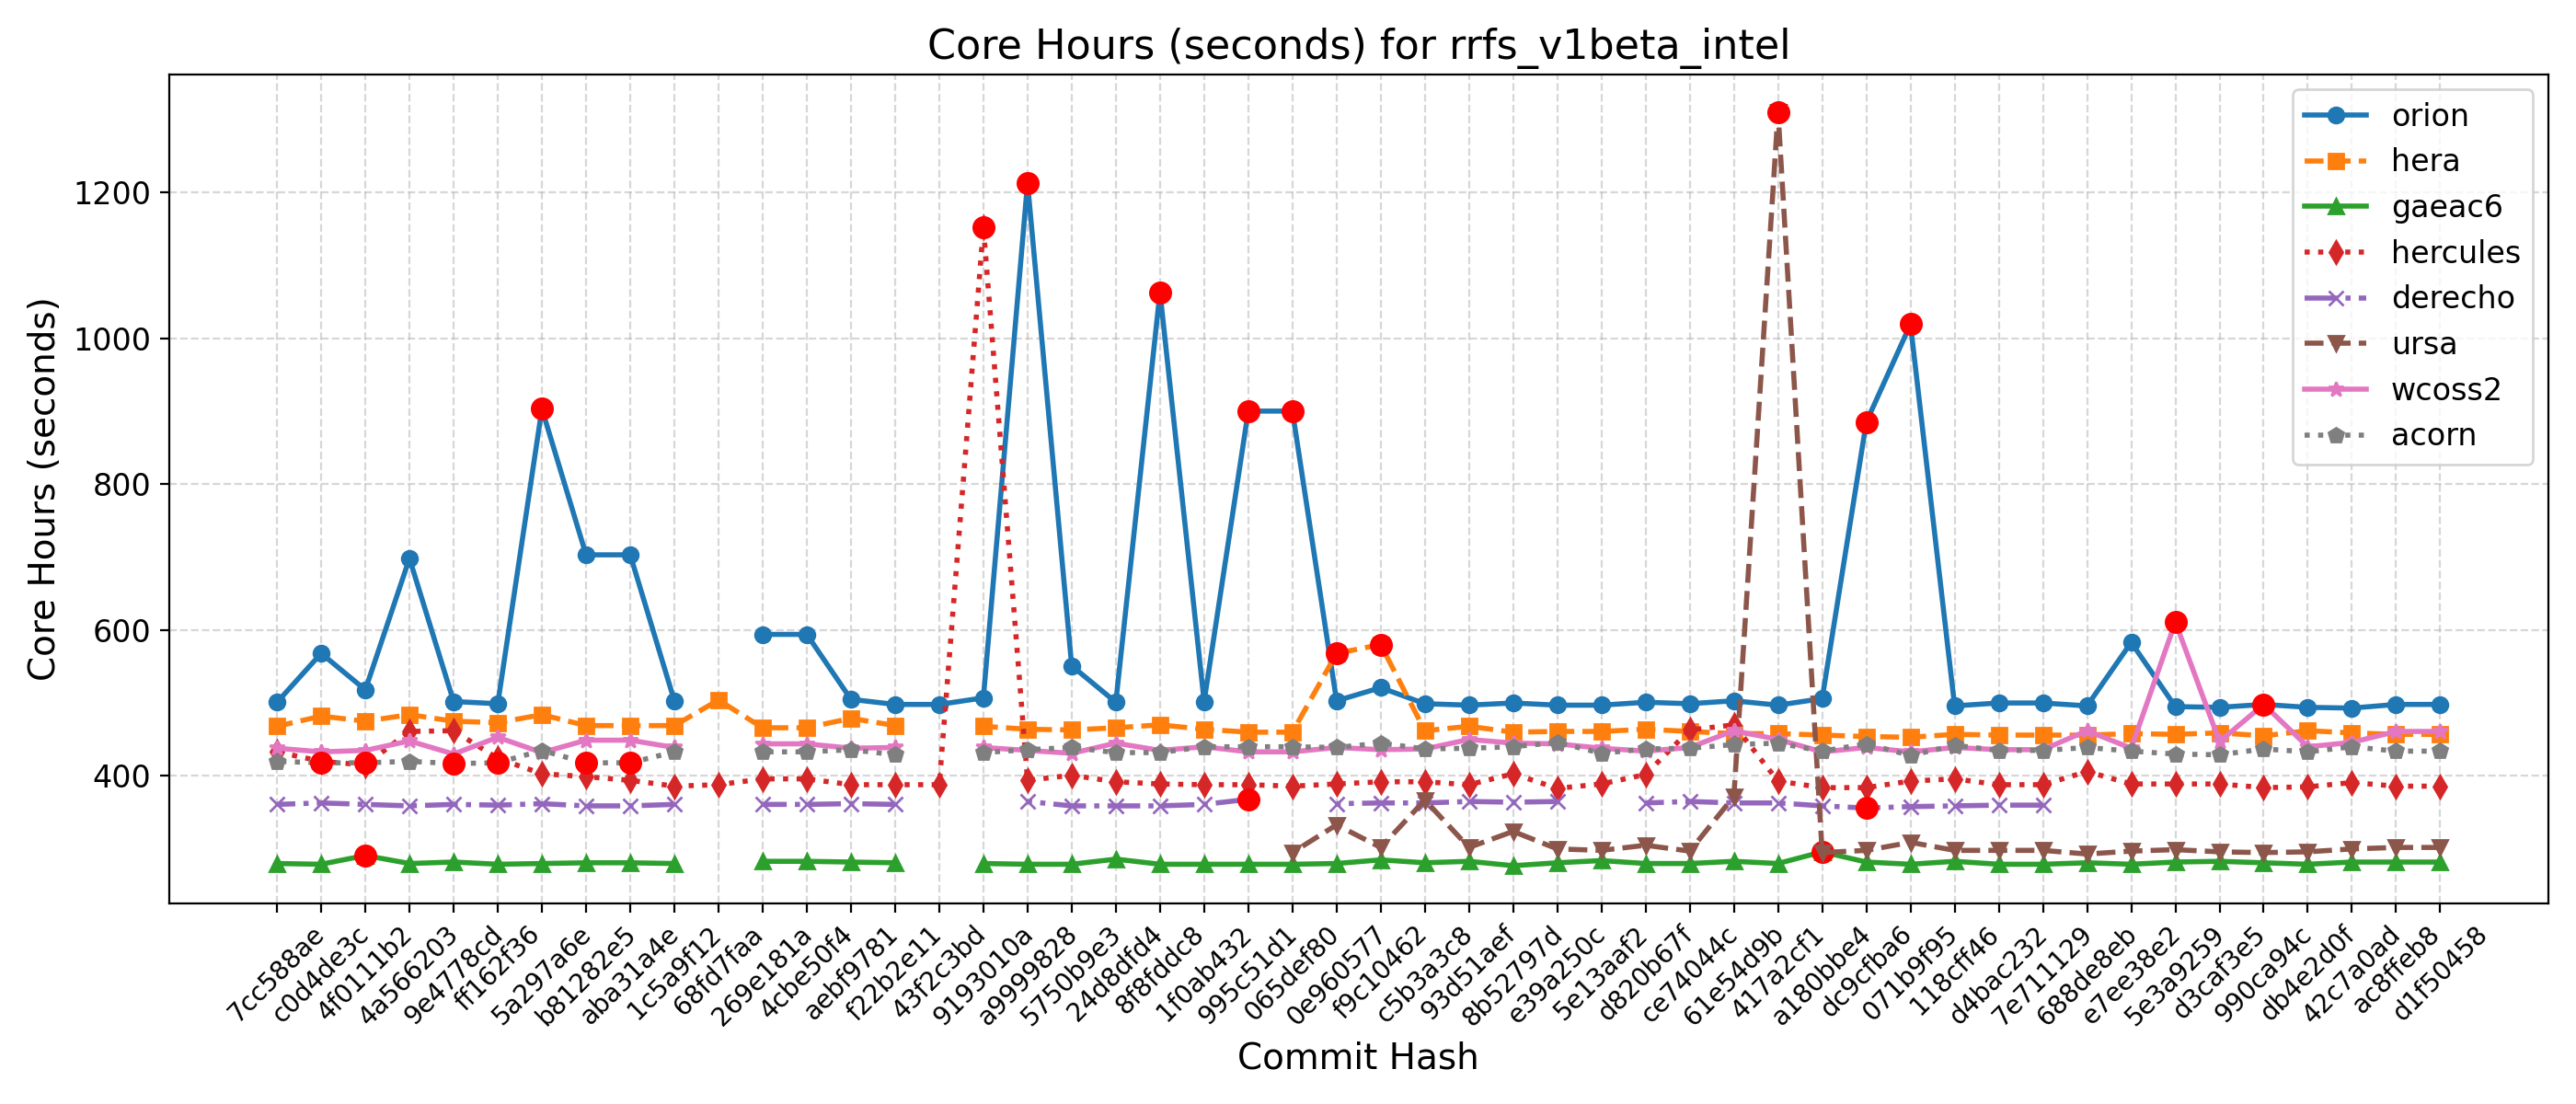 Core Hours (seconds) for rrfs_v1beta_intel
Core Hours (seconds)
1200
1000
800
600
400
orion
hera
gaeac6
hercules
derecho
ursa
wcoss2
acorn
7cc588ae
c0d4de3c
4f0111b2
4a566203
9e4778cd
ff162f36
5a297a6e
b81282e5
aba31a4e
1c5a9f12
68fd7faa
269e181a
4cbe50f4
aebf9781
f22b2e11
43f2c3bd
9193010a
a9999828
5750b9e3
24d8dfd4
8f8fddc8
1f0ab432
995c51d1
065def80
0e960577
f9c10462
c5b3a3c8
93d51aef
8b52797d
e39a250c
5e13aaf2
d820b67f
ce74044c
61e54d9b
417a2cf1
a180bbe4
dc9cfba6
071b9f95
118cff46
d4bac232
7e711129
688de8eb
e7ee38e2
5e3a9259
d3caf3e5
990ca94c
db4e2d0f
42c7a0ad
ac8ffeb8
d1f50458
Commit Hash